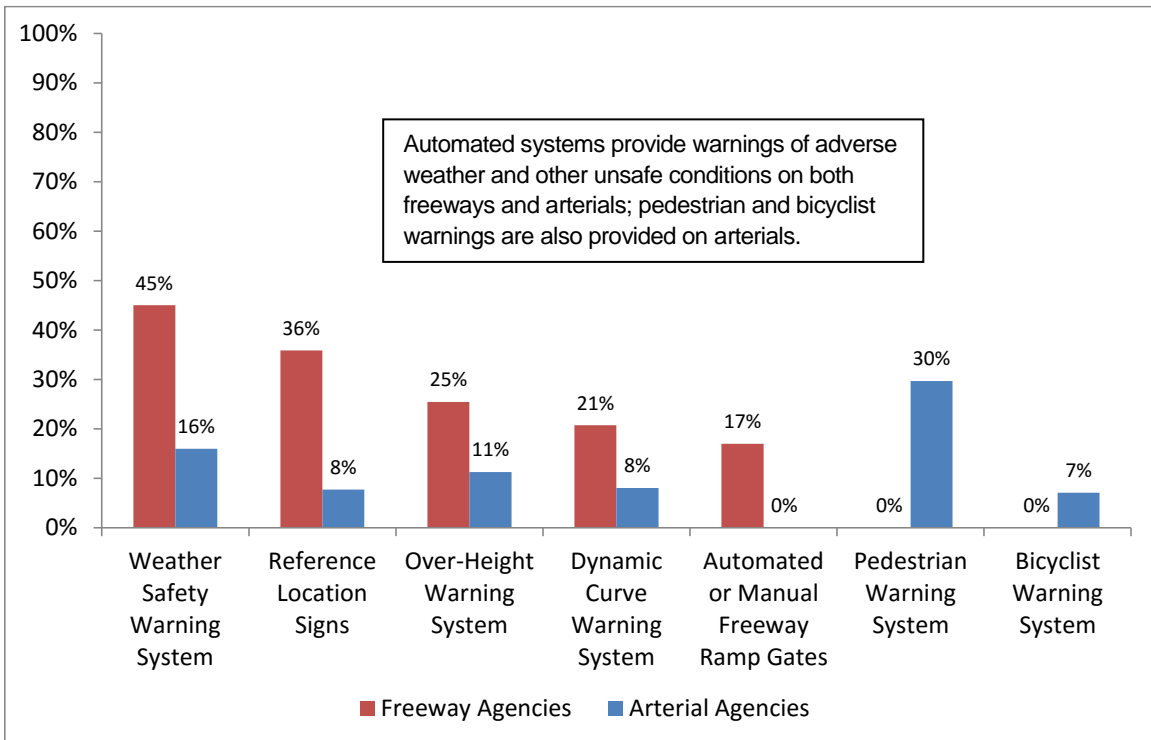 100%
90%
80%
70%
60%
50%
40%
30%
20%
10%
0%
Automated systems provide warnings of adverse
weather and other unsafe conditions on both
freeways and arterials; pedestrian and bicyclist
warnings are also provided on arterials.
45%
16%
36%
8%
25%
11%
21%
8%
17%
0%
0%
30%
0%
7%
Weather
Safety
Warning
System
Reference
Location
Signs
Over-Height
Warning
System
Dynamic
Curve
Warning
System
Automated
or Manual
Freeway
Ramp Gates
Pedestrian
Warning
System
Bicyclist
Warning
System
Freeway Agencies
Arterial Agencies